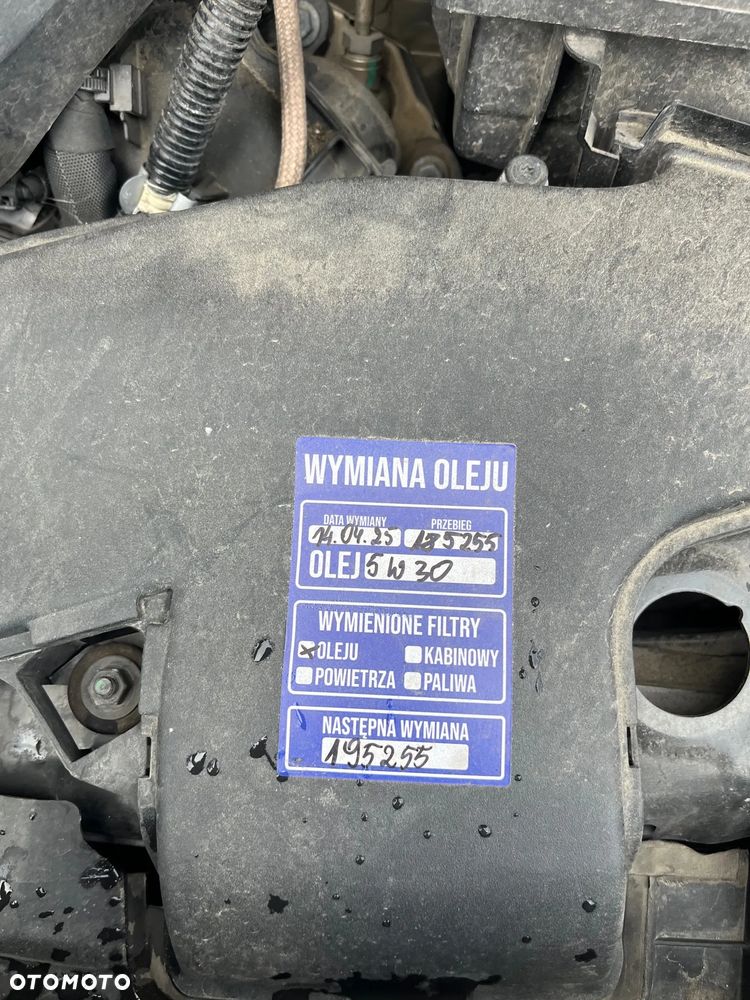 WYMIANA OLEJU
DATA WYMIANY PRZEBIEG
14.04.25 185255
OLEJ 5W30
WYMIENIONE FILTRY
OLEJU KABINOWY
POWIETRZA PALIWA
NASTĘPNA WYMIANA
195255
OTOMOTO